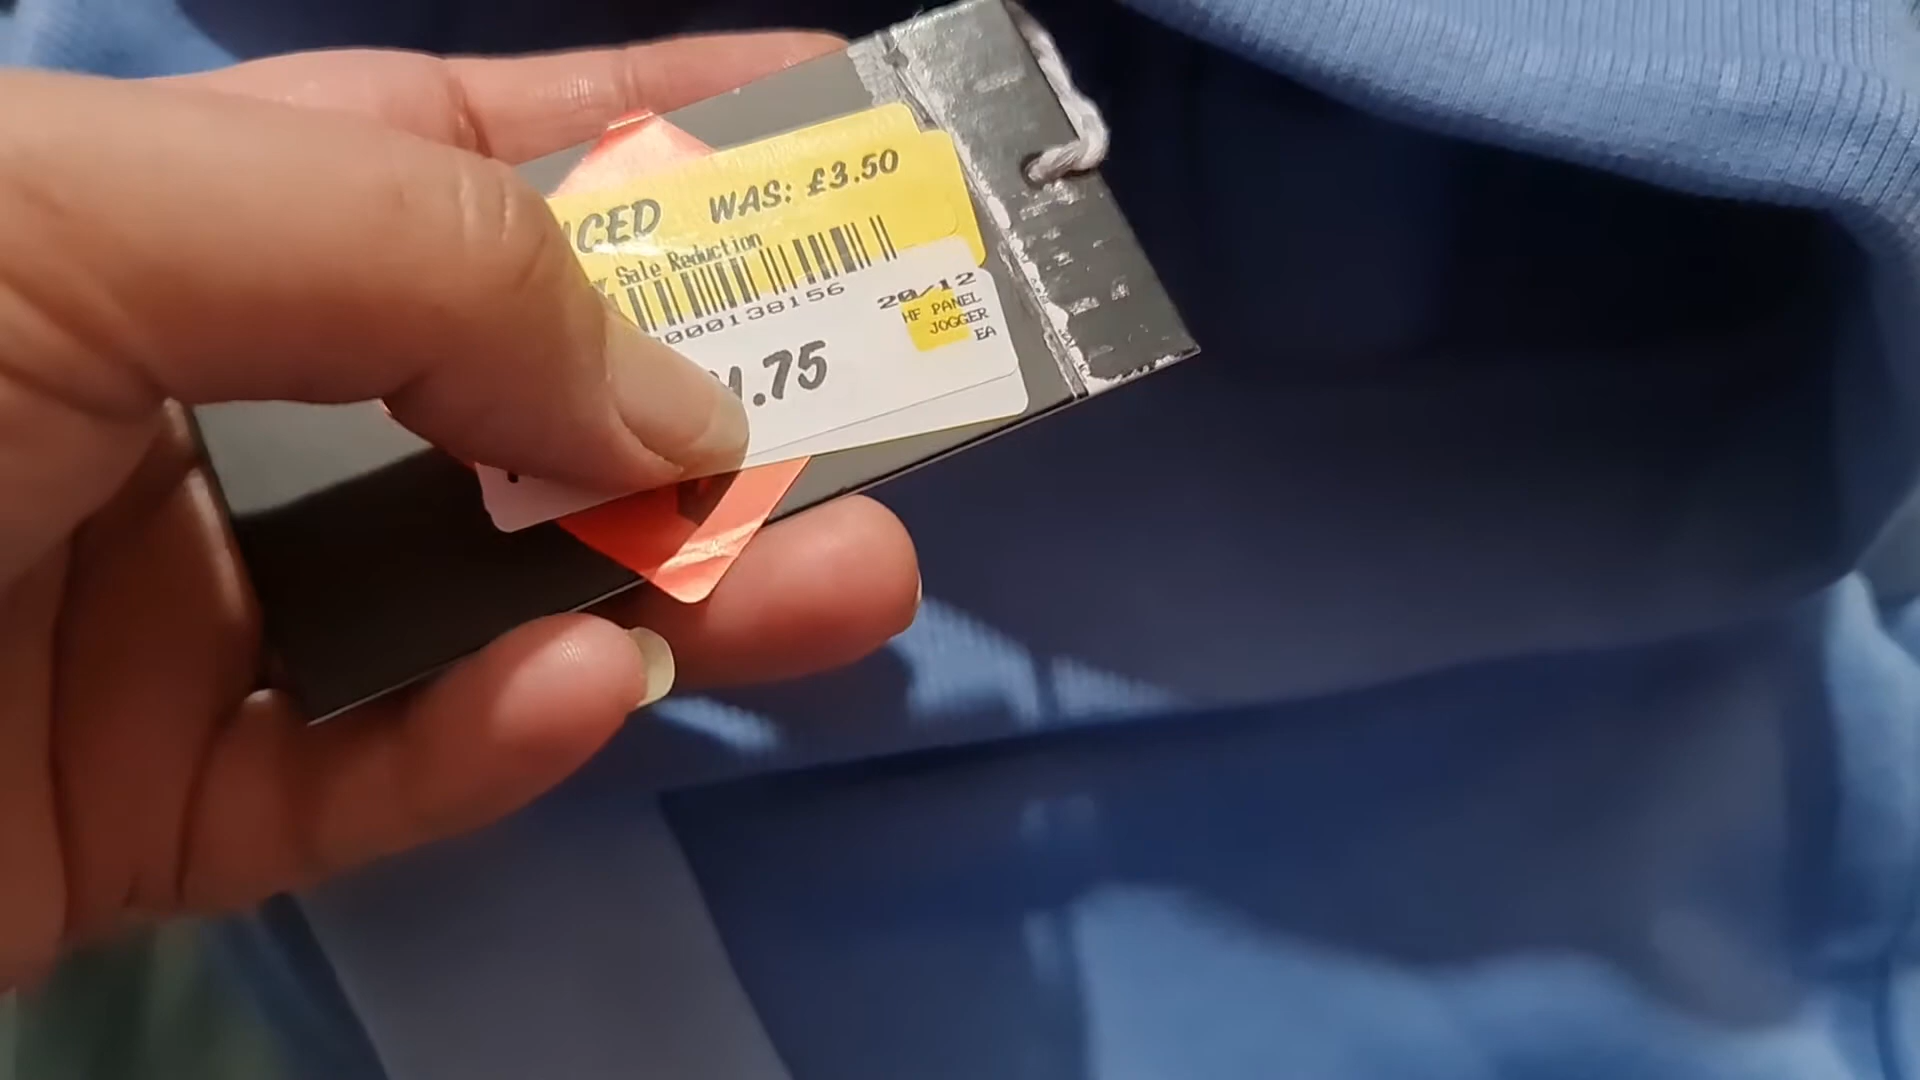 WAS: £3.50
Sale Reduction
000138156
20/12
HF PANEL
JOGGER
EA
.75